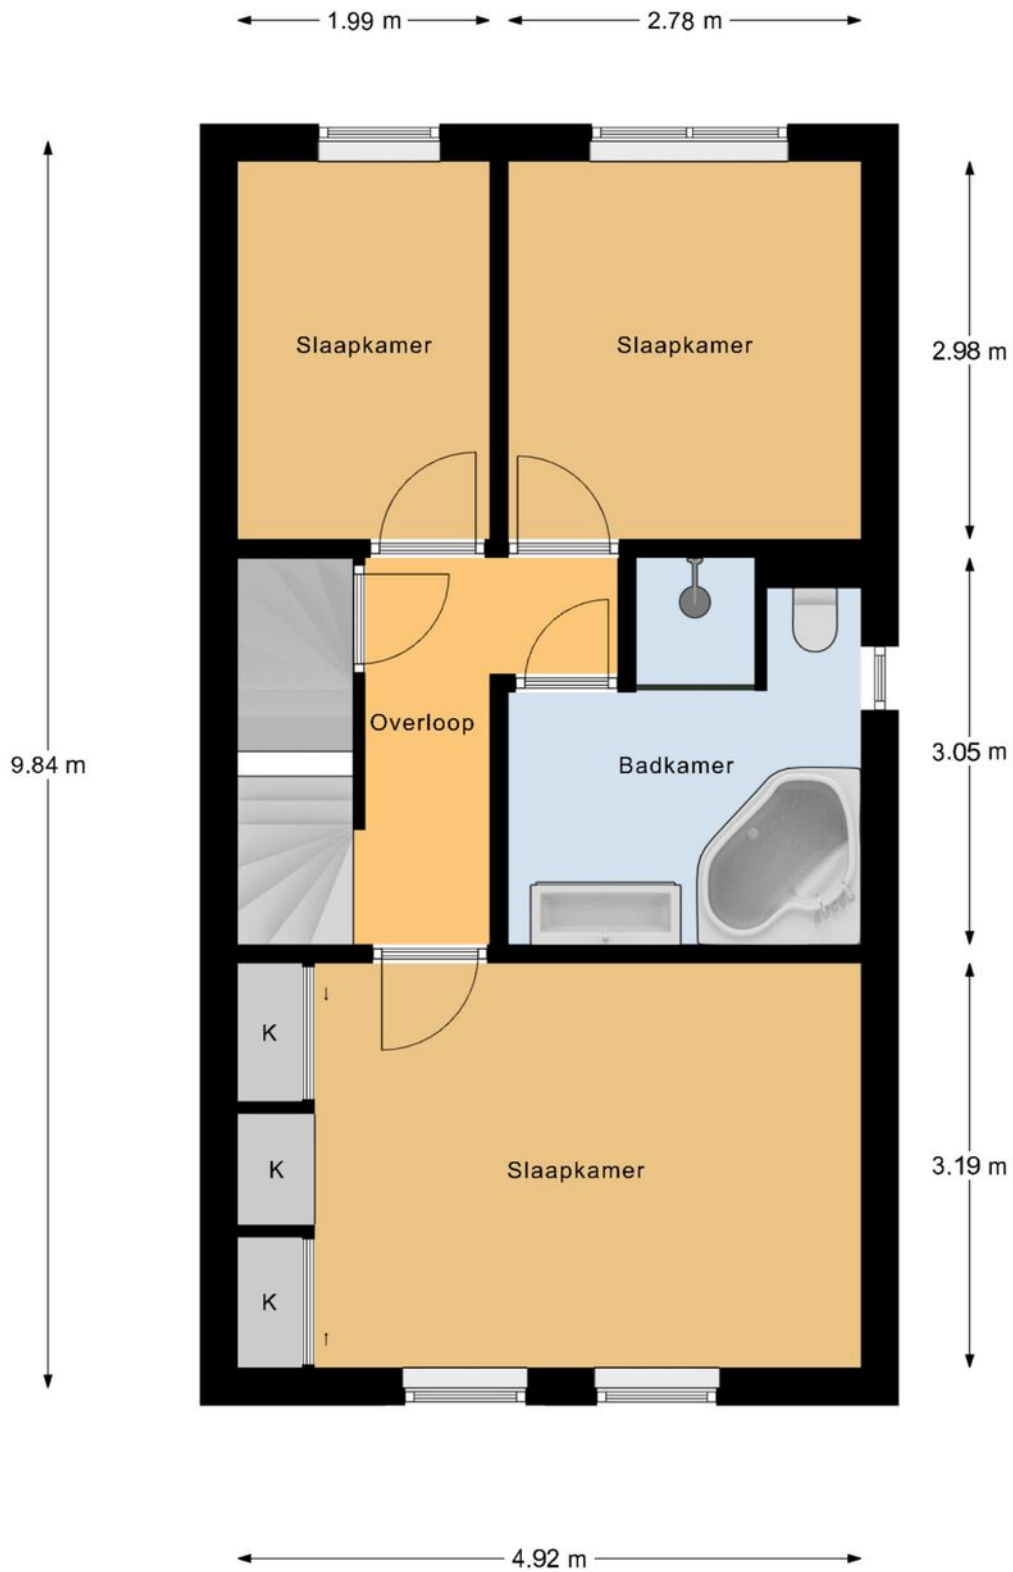 1.99 m
2.78 m
Slaapkamer
Slaapkamer
2.98 m
Overloop
9.84 m
Badkamer
3.05 m
K
K
Slaapkamer
3.19 m
K
4.92 m